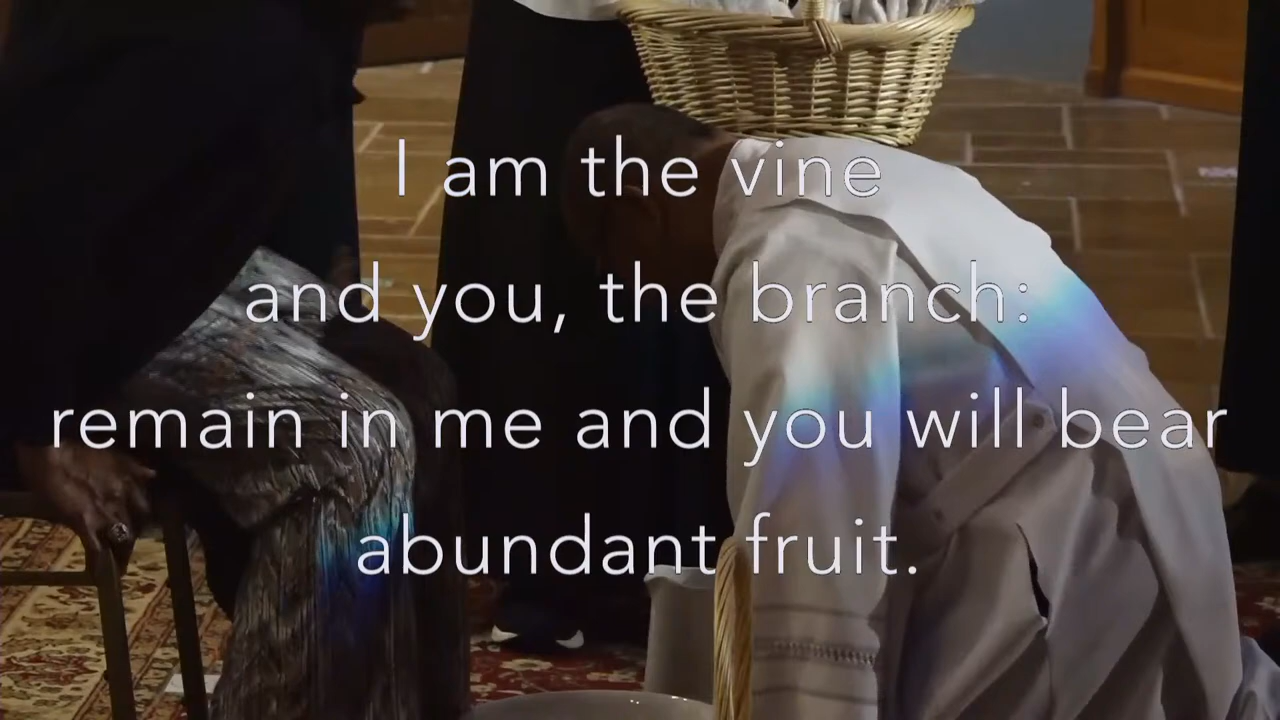 I am the vine
and you, the branch:
remain in me and you will bear
abundant fruit.